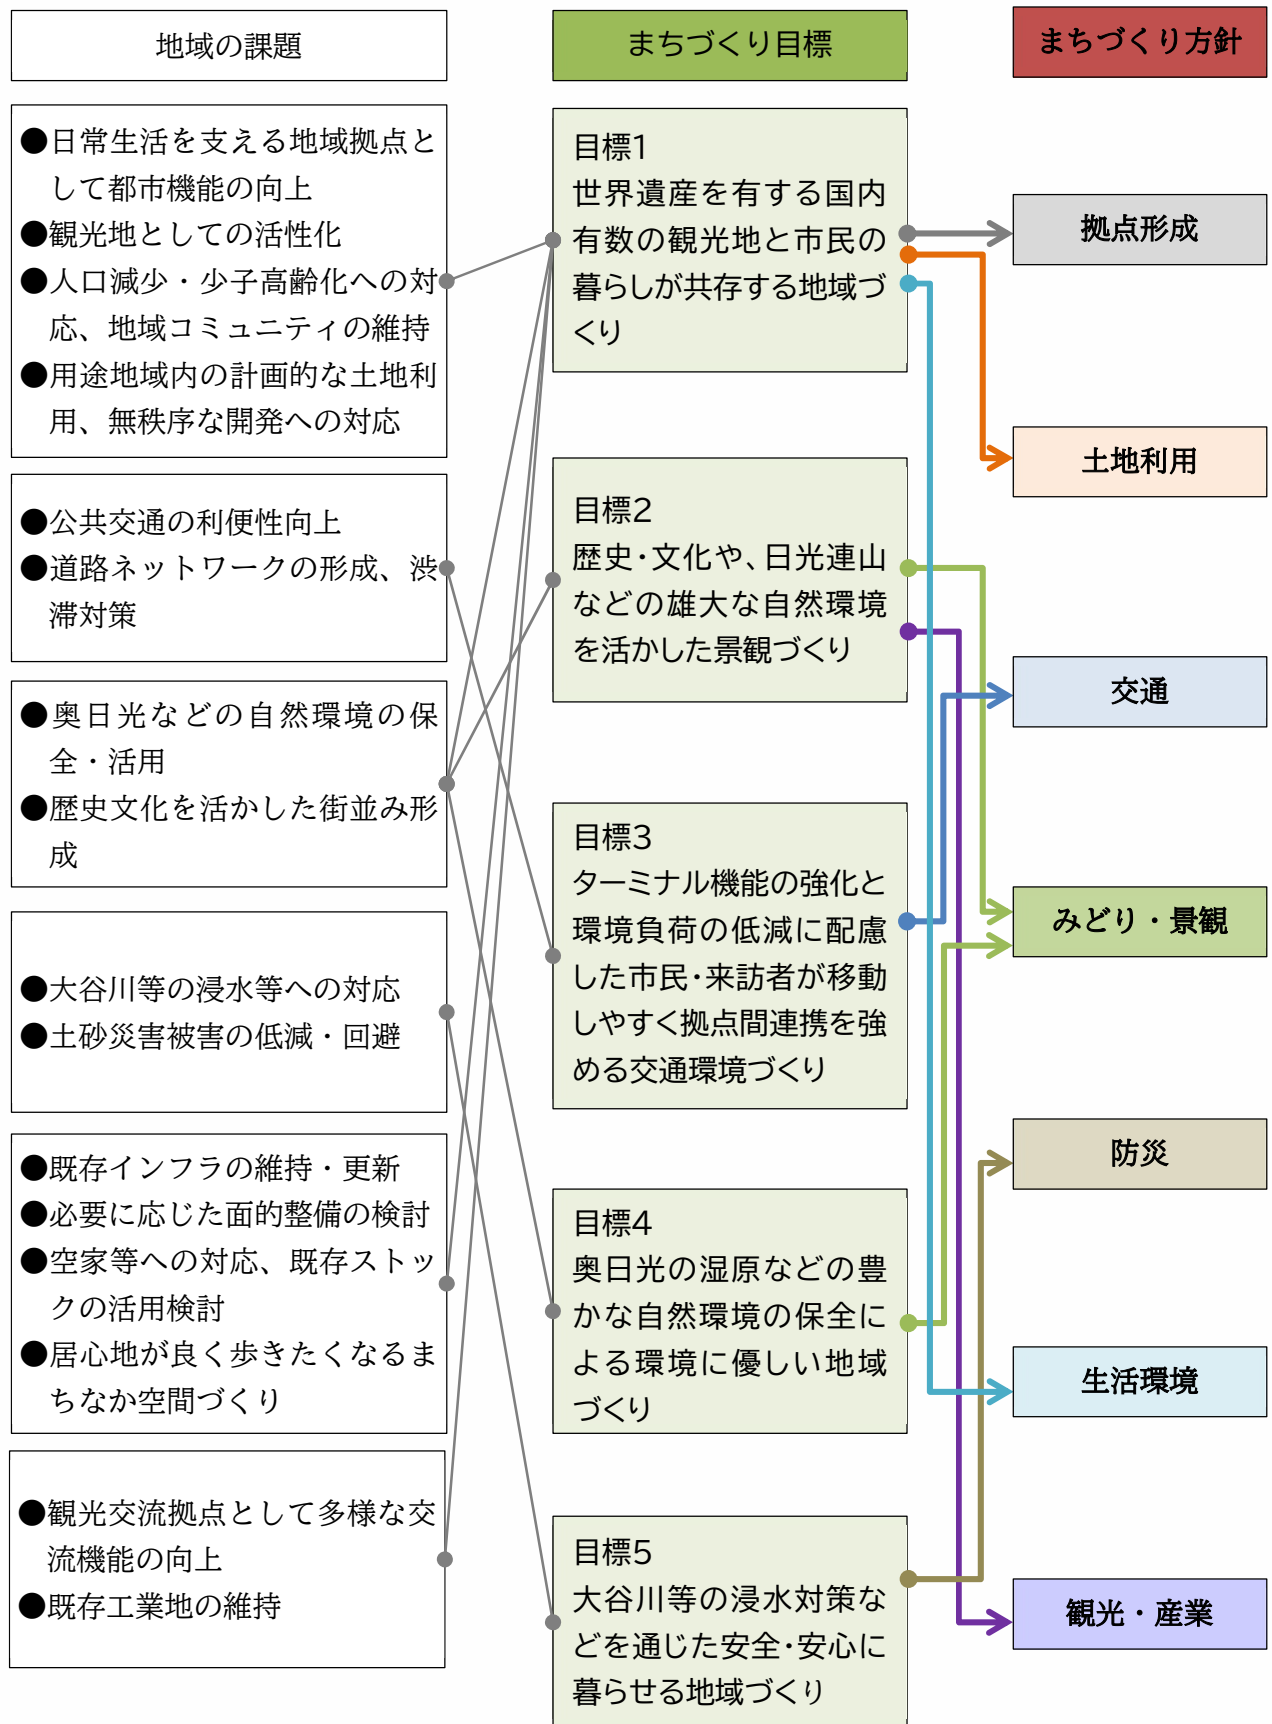 地域の課題
まちづくり目標
まちづくり方針
●日常生活を支える地域拠点と
して都市機能の向上
●観光地としての活性化
●人口減少・少子高齢化への対
応、地域コミュニティの維持
●用途地域内の計画的な土地利
用、無秩序な開発への対応
●公共交通の利便性向上
●道路ネットワークの形成、渋
滞対策
●奥日光などの自然環境の保
全・活用
●歴史文化を活かした街並み形
成
●大谷川等の浸水等への対応
●土砂災害被害の低減・回避
●既存インフラの維持・更新
●必要に応じた面的整備の検討
●空家等への対応、既存ストッ
クの活用検討
●居心地が良く歩きたくなるま
ちなか空間づくり
●観光交流拠点として多様な交
流機能の向上
●既存工業地の維持
目標1
世界遺産を有する国内
有数の観光地と市民の
暮らしが共存する地域づ
くり
目標2
歴史・文化や、日光連山
などの雄大な自然環境
を活かした景観づくり
目標3
ターミナル機能の強化と
環境負荷の低減に配慮
した市民・来訪者が移動
しやすく拠点間連携を強
める交通環境づくり
目標4
奥日光の湿原などの豊
かな自然環境の保全に
よる環境に優しい地域
づくり
目標5
大谷川等の浸水対策な
どを通じた安全・安心に
暮らせる地域づくり
拠点形成
土地利用
交通
みどり・景観
防災
生活環境
観光・産業